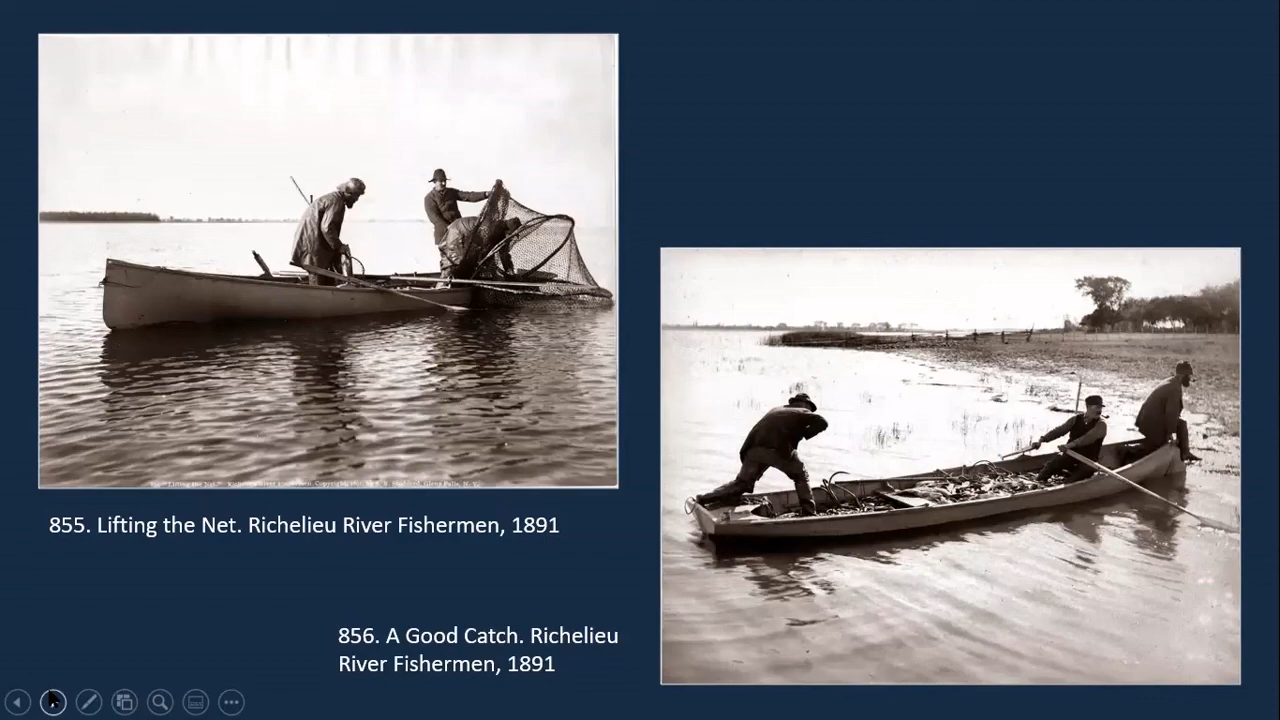 855. Lifting the Net. Richelieu River Fishermen, 1891
856. A Good Catch. Richelieu
River Fishermen, 1891